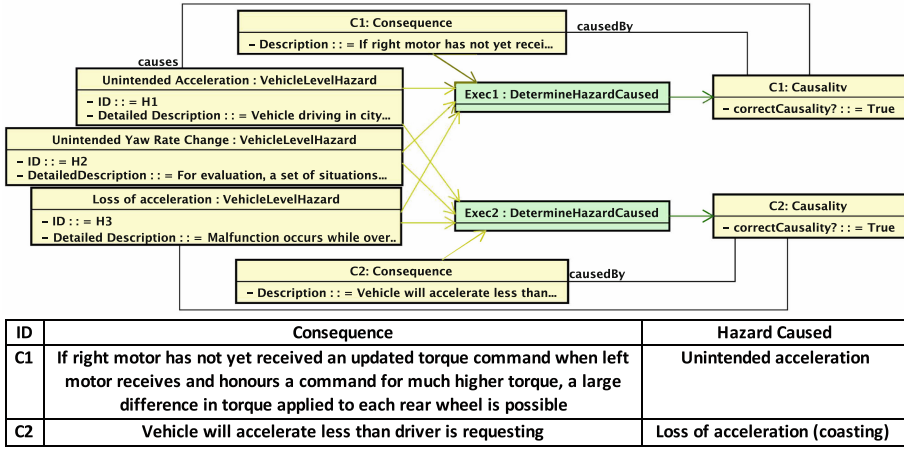 C1: Consequence
- Description : : = If right motor has not yet recei...
causedBy
causes
Unintended Acceleration : VehicleLevelHazard
- ID : : = H1
- Detailed Description : : = Vehicle driving in city...
Exec1 : DetermineHazardCaused
C1: Causality
- correctCausality? : : = True
Unintended Yaw Rate Change : VehicleLevelHazard
- ID : : = H2
- DetailedDescription : : = For evaluation, a set of situations...
Loss of acceleration : VehicleLevelHazard
- ID : : = H3
- Detailed Description : : = Malfunction occurs while over..
Exec2 : DetermineHazardCaused
C2: Causality
- correctCausality? : : = True
C2: Consequence
- Description : : = Vehicle will accelerate less than...
causedBy
ID Consequence Hazard Caused
C1 If right motor has not yet received an updated torque command when left Unintended acceleration
motor receives and honours a command for much higher torque, a large
difference in torque applied to each rear wheel is possible
C2 Vehicle will accelerate less than driver is requesting Loss of acceleration (coasting)